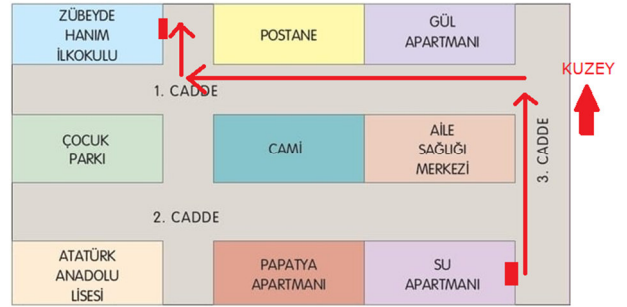 ZÜBEYDE
HANIM
İLKOKULU
POSTANE
GÜL
APARTMANI
KUZEY
1. CADDE
ÇOCUK
PARKI
CAMİ
AİLE
SAĞLIĞI
MERKEZİ
3. CADDE
2. CADDE
ATATÜRK
ANADOLU
LİSESİ
PAPATYA
APARTMANI
SU
APARTMANI